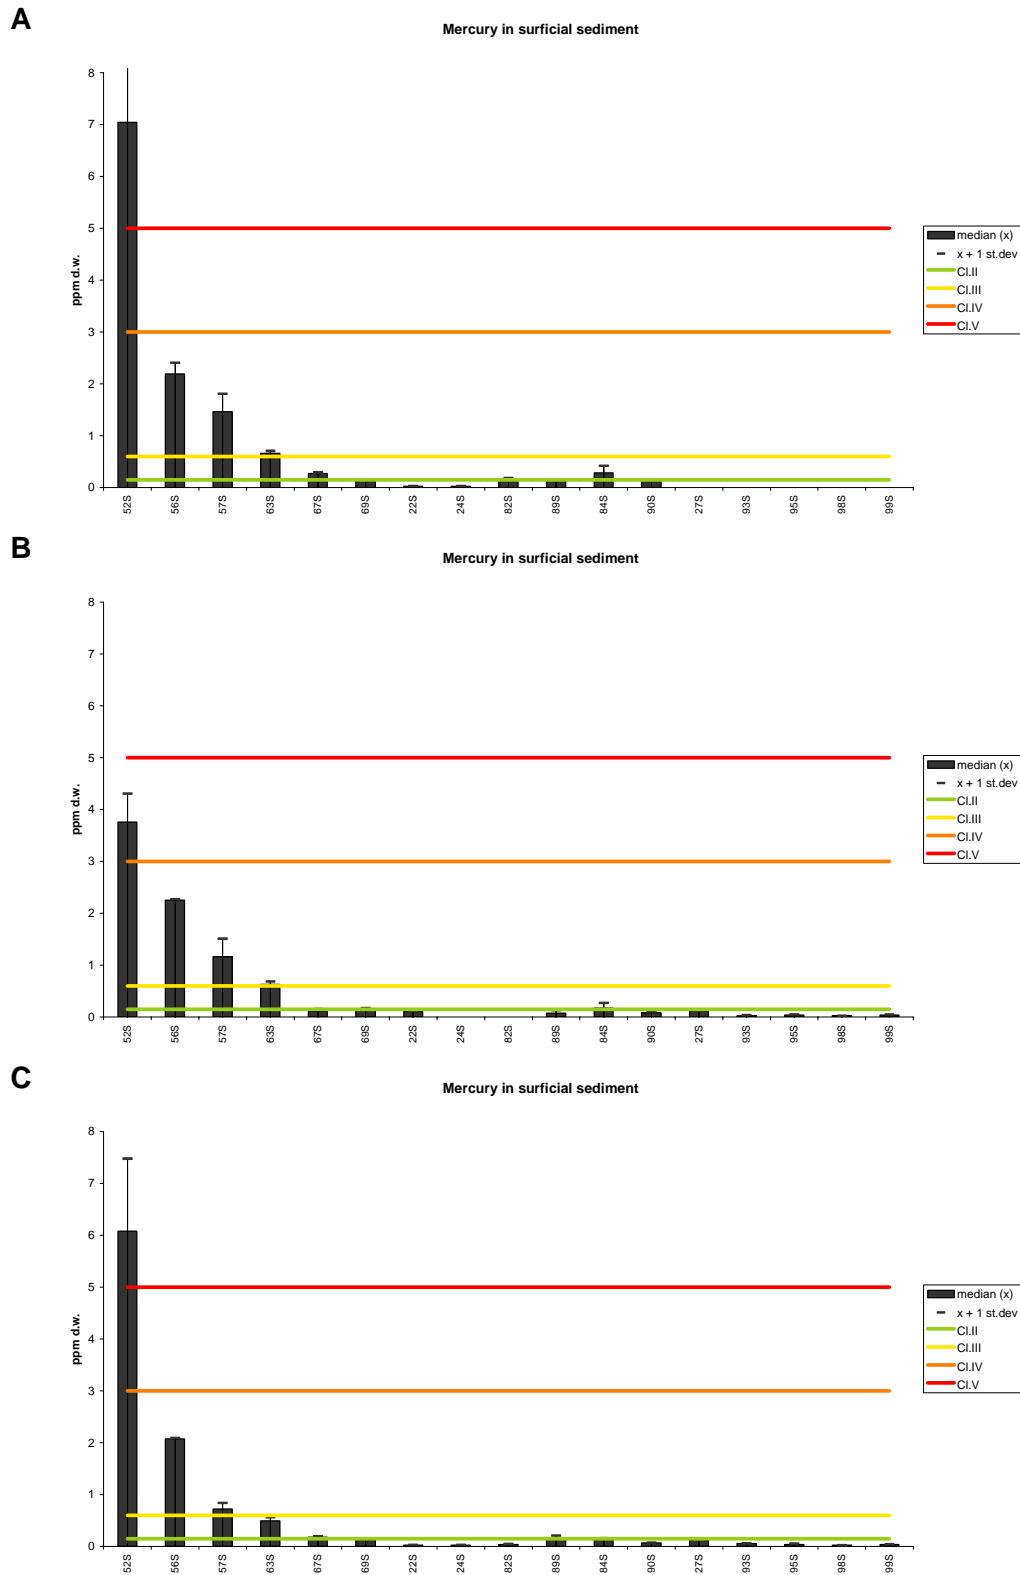 A
Mercury in surficial sediment
8
7
6
5
4
3
2
1
0
ppm d.w.
52S 56S 57S 63S 67S 69S 22S 24S 82S 89S 84S 90S 27S 93S 95S 98S 99S
median (x)
x + 1 st.dev
Cl.II
Cl.III
Cl.IV
Cl.V
B
Mercury in surficial sediment
8
7
6
5
4
3
2
1
0
ppm d.w.
52S 56S 57S 63S 67S 69S 22S 24S 82S 89S 84S 90S 27S 93S 95S 98S 99S
median (x)
x + 1 st.dev
Cl.II
Cl.III
Cl.IV
Cl.V
C
Mercury in surficial sediment
8
7
6
5
4
3
2
1
0
ppm d.w.
52S 56S 57S 63S 67S 69S 22S 24S 82S 89S 84S 90S 27S 93S 95S 98S 99S
median (x)
x + 1 st.dev
Cl.II
Cl.III
Cl.IV
Cl.V